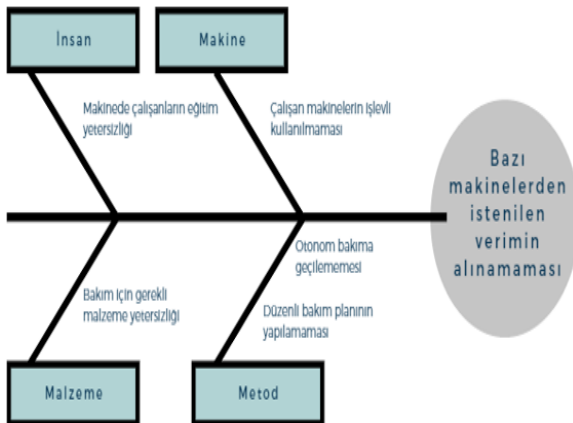 İnsan
Makine
Makinede çalışanların eğitim
yetersizliği
Çalışan makinelerin işlevli
kullanılmaması
Bazı
makinelerden
istenilen
verimin
alınamaması
Otonom bakıma
geçilememesi
Bakım için gerekli
malzeme yetersizliği
Düzenli bakım planının
yapılamaması
Malzeme
Metod